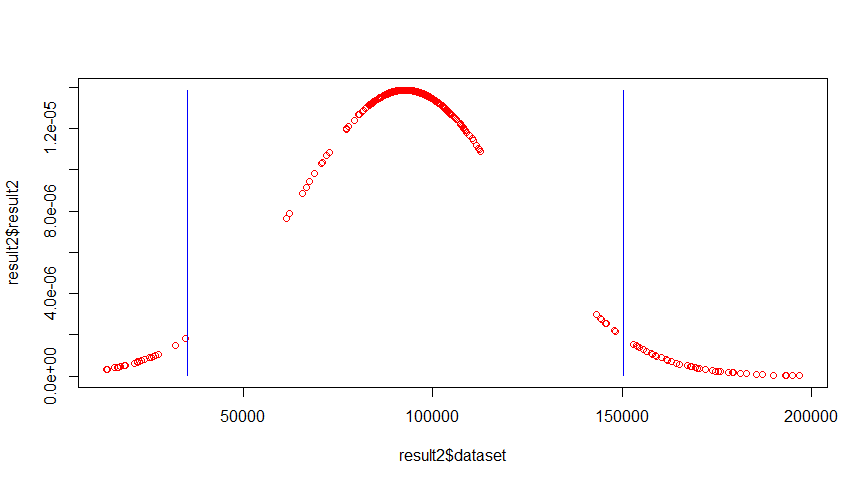 result2$result2
1.2e-05
8.0e-06
4.0e-06
0.0e+00
50000 100000 150000 200000
result2$dataset